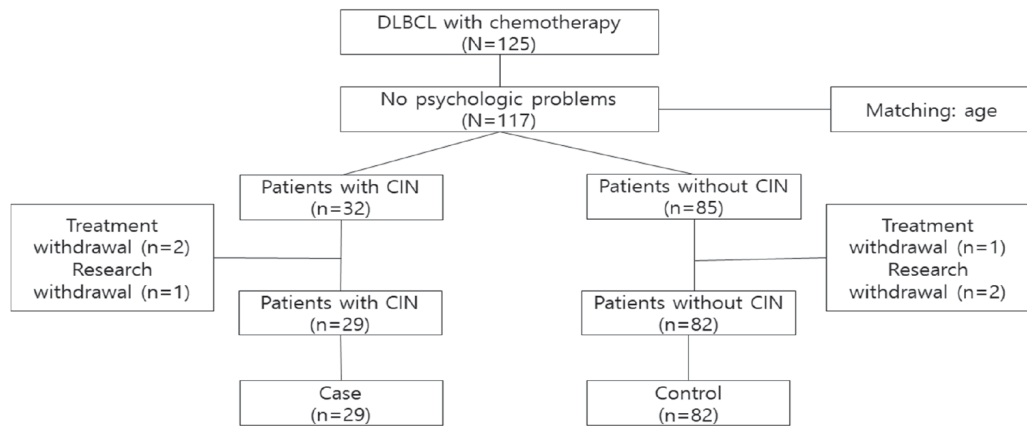 DLBCL with chemotherapy
(N=125)
No psychologic problems
(N=117)
Matching: age
Patients with CIN
(n=32)
Patients without CIN
(n=85)
Treatment
withdrawal (n=2)
Research
withdrawal (n=1)
Treatment
withdrawal (n=1)
Research
withdrawal (n=2)
Patients with CIN
(n=29)
Patients without CIN
(n=82)
Case
(n=29)
Control
(n=82)